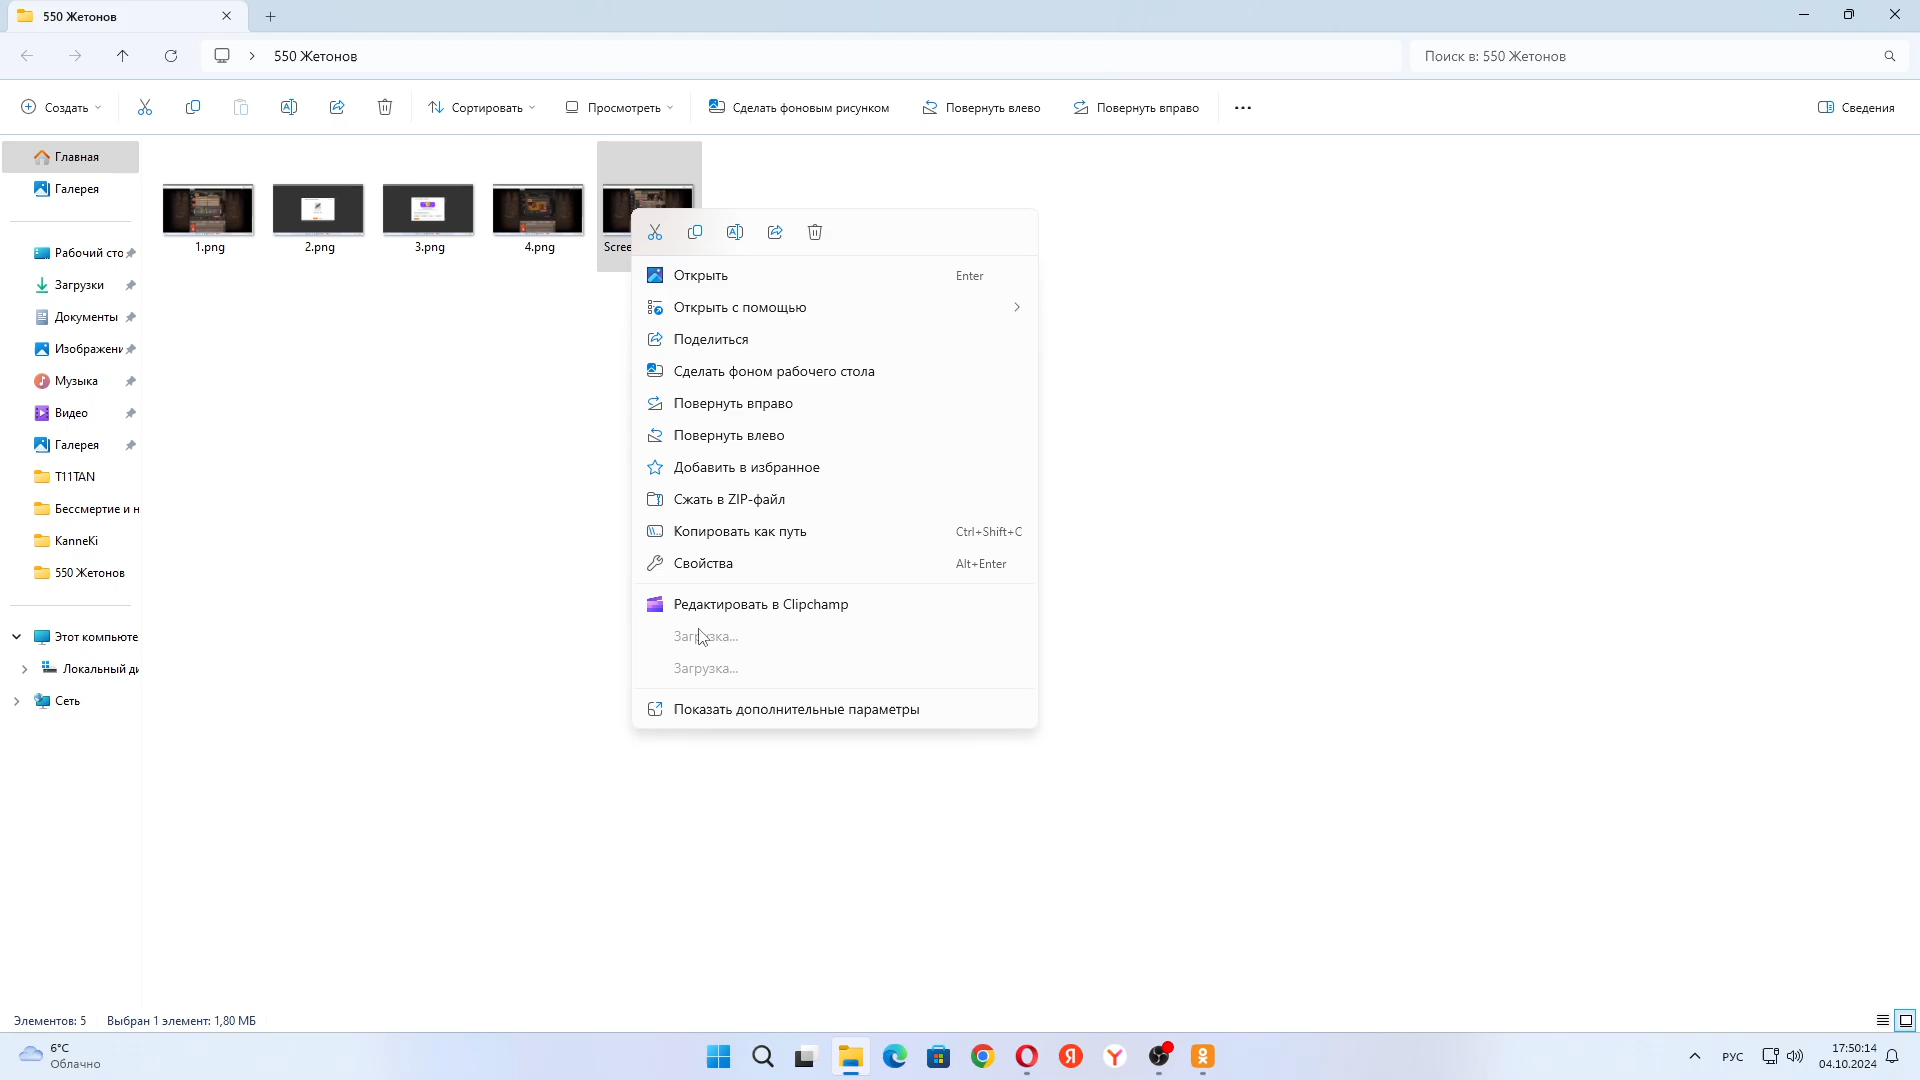 550 Жетонов
550 Жетонов
Поиск в: 550 Жетонов
Создать
Сортировать
Просмотреть
Сделать фоновым рисунком
Повернуть влево
Повернуть вправо
Сведения
Главная
Галерея
Рабочий сто
Загрузки
Документы
Изображени
Музыка
Видео
Галерея
T11TAN
Бессмертие и н
KanneKi
550 Жетонов
Этот компьюте
Локальный ди
Сеть
1.png
2.png
3.png
4.png
Scree
Открыть Enter
Открыть с помощью
Поделиться
Сделать фоном рабочего стола
Повернуть вправо
Повернуть влево
Добавить в избранное
Сжать в ZIP-файл
Копировать как путь Ctrl+Shift+C
Свойства Alt+Enter
Редактировать в Clipchamp
Загрузка...
Загрузка...
Показать дополнительные параметры
Элементов: 5 Выбран 1 элемент: 1,80 МБ
6°C
Облачно
РУС
17:50:14
04.10.2024